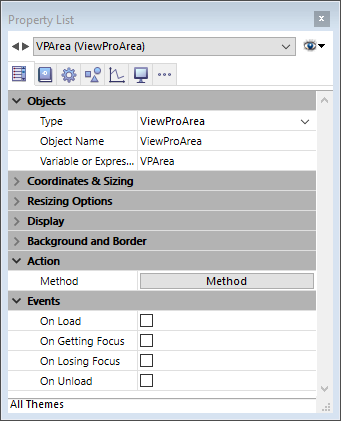 Property List
VPArea (ViewProArea)
Objects
Type ViewProArea
Object Name ViewProArea
Variable or Expres... VPArea
Coordinates & Sizing
Resizing Options
Display
Background and Border
Action
Method Method
Events
On Load
On Getting Focus
On Losing Focus
On Unload
All Themes